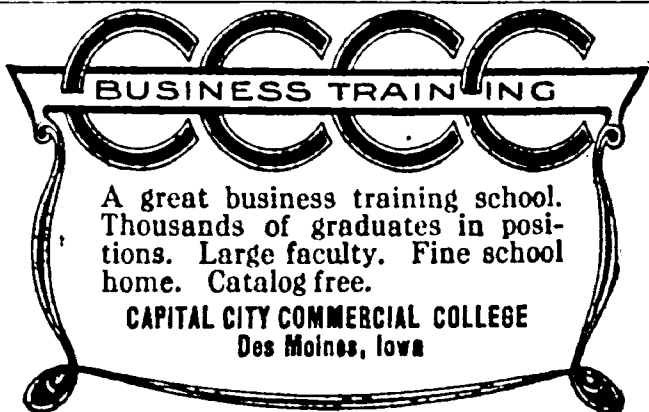 CCCC
BUSINESS TRAINING
A great business training school.
Thousands of graduates in posi-
tions. Large faculty. Fine school
home. Catalog free.
CAPITAL CITY COMMERCIAL COLLEGE
Des Moines, Iowa